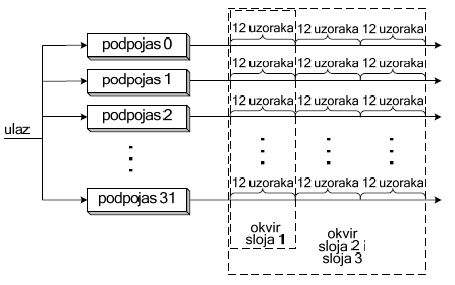 12 uzoraka 12 uzoraka 12 uzoraka
podpojas 0
12 uzoraka 12 uzoraka 12 uzoraka
podpojas 1
12 uzoraka 12 uzoraka 12 uzoraka
podpojas 2
ulaz
12 uzoraka 12 uzoraka 12 uzoraka
podpojas 31
okvir
sloja 1
okvir
sloja 2 i
sloja 3